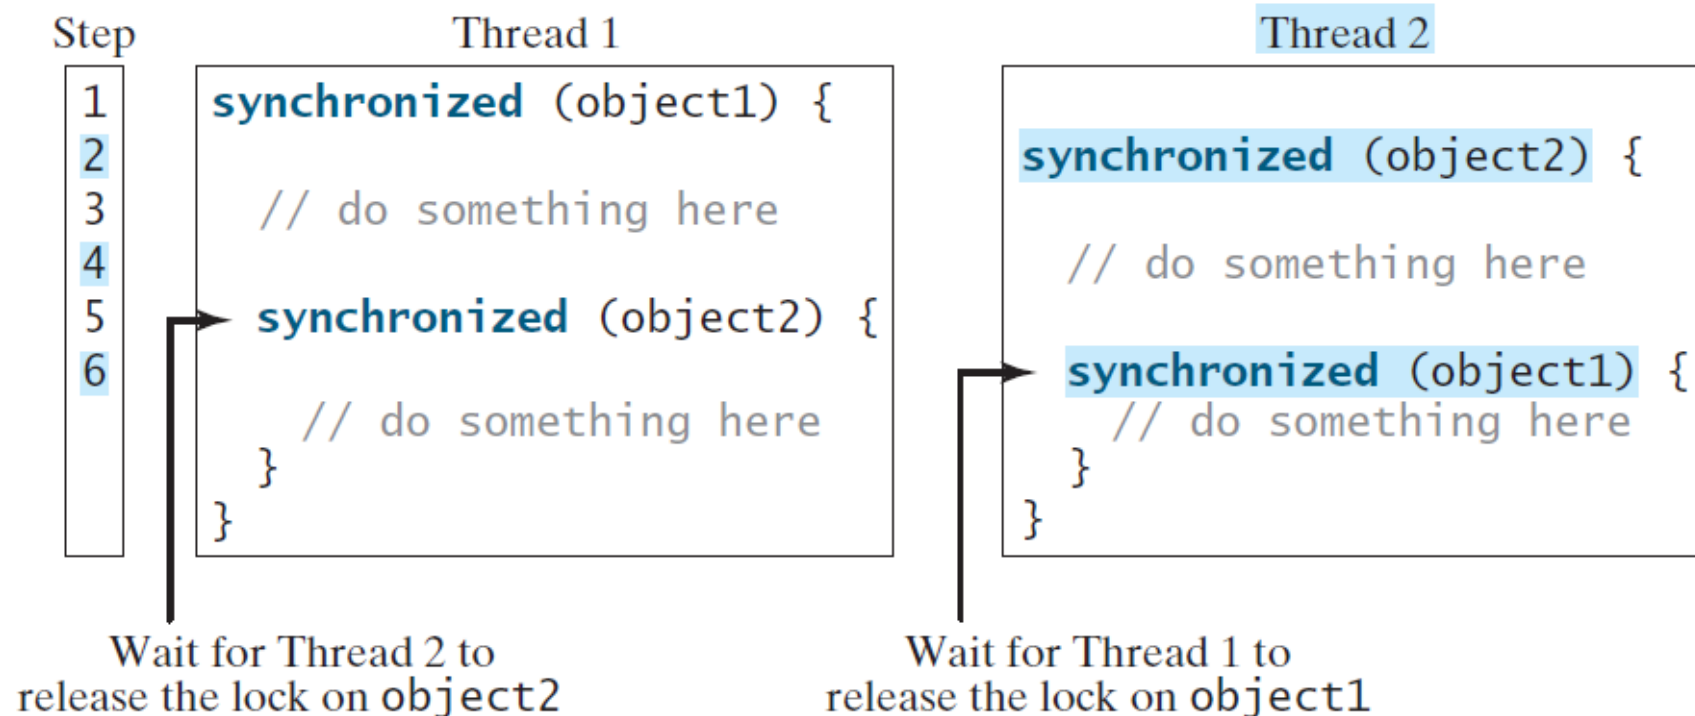 Step Thread 1 Thread 2
1 synchronized (object1) {
2 synchronized (object2) {
3 // do something here
4 // do something here
5 synchronized (object2) {
6 synchronized (object1) {
// do something here // do something here
} }
} }
Wait for Thread 2 to Wait for Thread 1 to
release the lock on object2 release the lock on object1